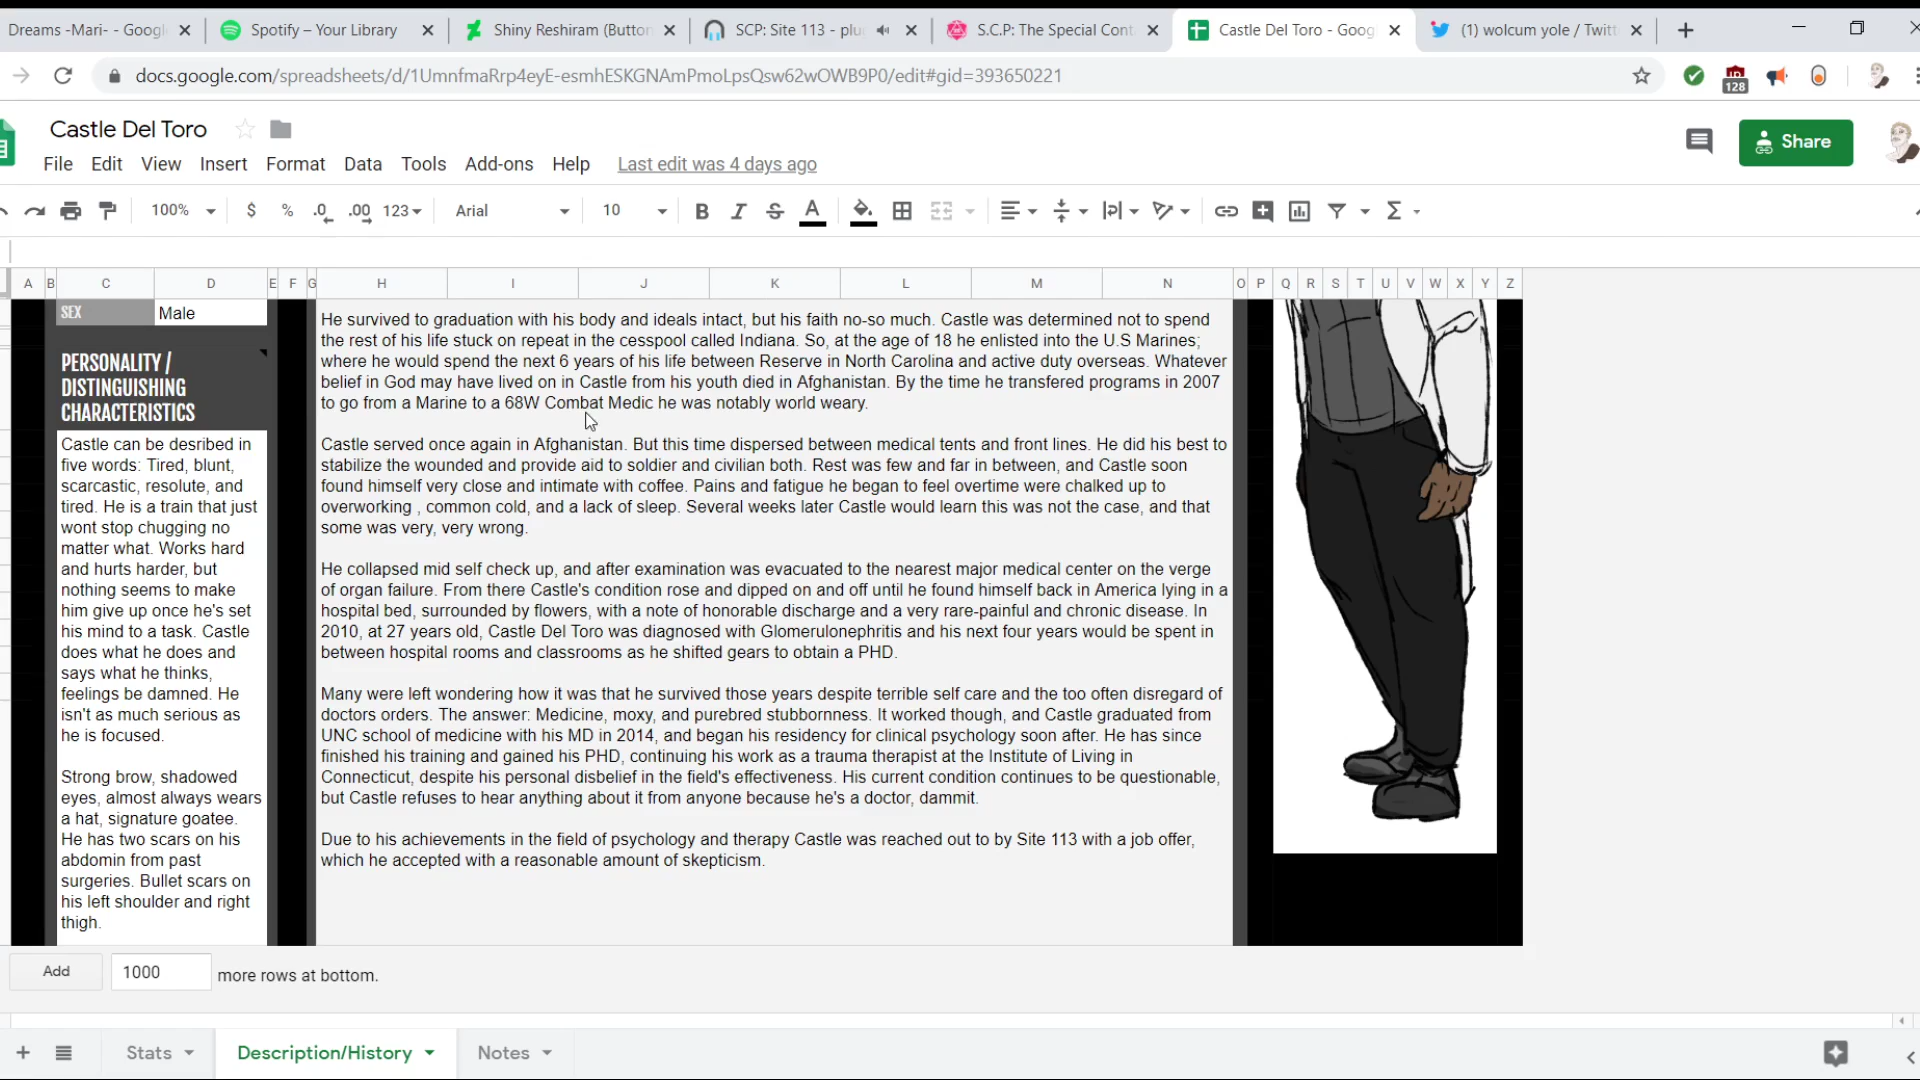 Dreams -Mari- - Googl
Spotify – Your Library
Shiny Reshiram (Button
SCP: Site 113 - plu
S.C.P: The Special Cont
Castle Del Toro - Goog
(1) wolcum yole / Twitt
docs.google.com/spreadsheets/d/1UmnfmaRrp4eyE-esmhESKGNAmPmoLpsQsw62wOWB9P0/edit#gid=393650221
128
Castle Del Toro
Share
File Edit View Insert Format Data Tools Add-ons Help Last edit was 4 days ago
100% $ % .0 .00 123 Arial 10 B I S A Σ
A B C D E F G H I J K L M N O P Q R S T U V W X Y Z
SEX Male
PERSONALITY /
DISTINGUISHING
CHARACTERISTICS
Castle can be desribed in
five words: Tired, blunt,
scarcastic, resolute, and
tired. He is a train that just
wont stop chugging no
matter what. Works hard
and hurts harder, but
nothing seems to make
him give up once he's set
his mind to a task. Castle
does what he does and
says what he thinks,
feelings be damned. He
isn't as much serious as
he is focused.
Strong brow, shadowed
eyes, almost always wears
a hat, signature goatee.
He has two scars on his
abdomin from past
surgeries. Bullet scars on
his left shoulder and right
thigh.
He survived to graduation with his body and ideals intact, but his faith no-so much. Castle was determined not to spend
the rest of his life stuck on repeat in the cesspool called Indiana. So, at the age of 18 he enlisted into the U.S Marines;
where he would spend the next 6 years of his life between Reserve in North Carolina and active duty overseas. Whatever
belief in God may have lived on in Castle from his youth died in Afghanistan. By the time he transfered programs in 2007
to go from a Marine to a 68W Combat Medic he was notably world weary.
Castle served once again in Afghanistan. But this time dispersed between medical tents and front lines. He did his best to
stabilize the wounded and provide aid to soldier and civilian both. Rest was few and far in between, and Castle soon
found himself very close and intimate with coffee. Pains and fatigue he began to feel overtime were chalked up to
overworking , common cold, and a lack of sleep. Several weeks later Castle would learn this was not the case, and that
some was very, very wrong.
He collapsed mid self check up, and after examination was evacuated to the nearest major medical center on the verge
of organ failure. From there Castle's condition rose and dipped on and off until he found himself back in America lying in a
hospital bed, surrounded by flowers, with a note of honorable discharge and a very rare-painful and chronic disease. In
2010, at 27 years old, Castle Del Toro was diagnosed with Glomerulonephritis and his next four years would be spent in
between hospital rooms and classrooms as he shifted gears to obtain a PHD.
Many were left wondering how it was that he survived those years despite terrible self care and the too often disregard of
doctors orders. The answer: Medicine, moxy, and purebred stubbornness. It worked though, and Castle graduated from
UNC school of medicine with his MD in 2014, and began his residency for clinical psychology soon after. He has since
finished his training and gained his PHD, continuing his work as a trauma therapist at the Institute of Living in
Connecticut, despite his personal disbelief in the field's effectiveness. His current condition continues to be questionable,
but Castle refuses to hear anything about it from anyone because he's a doctor, dammit.
Due to his achievements in the field of psychology and therapy Castle was reached out to by Site 113 with a job offer,
which he accepted with a reasonable amount of skepticism.
Add 1000 more rows at bottom.
Stats Description/History Notes